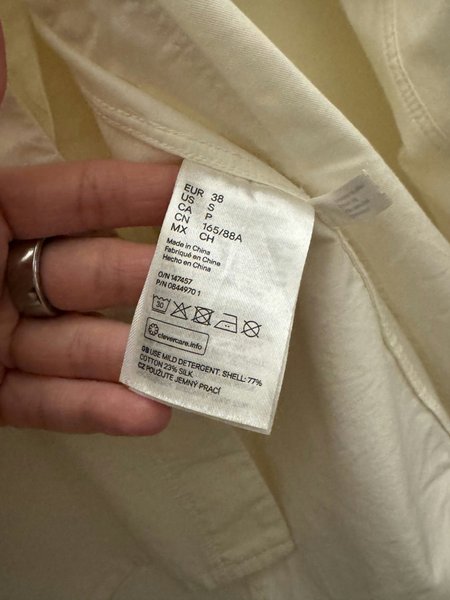 EUR 38
US S
CA P
CN 165/88A
MX CH
Made in China
Fabriqué en Chine
Hecho en China
O/N 147457
P/N 0844970 1
30
clevercare.info
GB USE MILD DETERGENT. SHELL: 77%
COTTON 23% SILK
CZ POUŽIJTE JEMNÝ PRACÍ